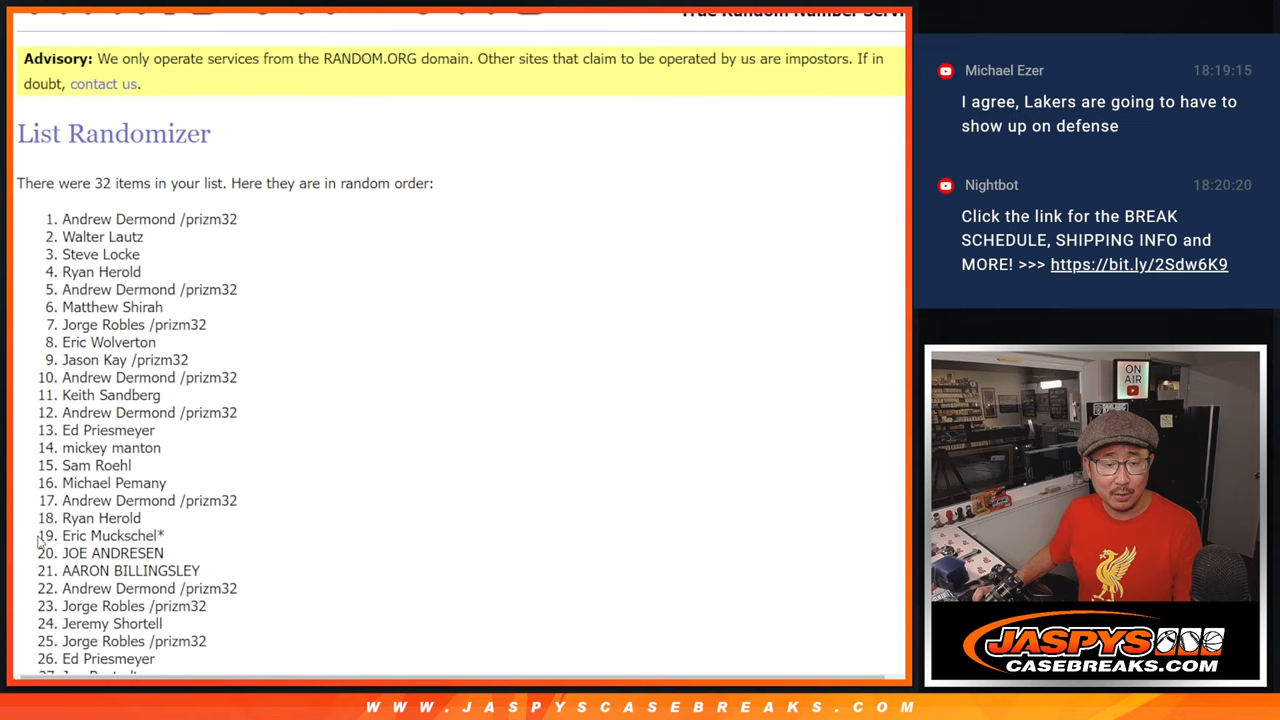 Advisory: We only operate services from the RANDOM.ORG domain. Other sites that claim to be operated by us are impostors. If in
doubt, contact us.
List Randomizer
There were 32 items in your list. Here they are in random order:
1. Andrew Dermond /prizm32
2. Walter Lautz
3. Steve Locke
4. Ryan Herold
5. Andrew Dermond /prizm32
6. Matthew Shirah
7. Jorge Robles /prizm32
8. Eric Wolverton
9. Jason Kay /prizm32
10. Andrew Dermond /prizm32
11. Keith Sandberg
12. Andrew Dermond /prizm32
13. Ed Priesmeyer
14. mickey manton
15. Sam Roehl
16. Michael Pemany
17. Andrew Dermond /prizm32
18. Ryan Herold
19. Eric Muckschel*
20. JOE ANDRESEN
21. AARON BILLINGSLEY
22. Andrew Dermond /prizm32
23. Jorge Robles /prizm32
24. Jeremy Shortell
25. Jorge Robles /prizm32
26. Ed Priesmeyer
Michael Ezer 18:19:15
I agree, Lakers are going to have to
show up on defense
Nightbot 18:20:20
Click the link for the BREAK
SCHEDULE, SHIPPING INFO and
MORE! >>> https://bit.ly/2Sdw6K9
ON
AIR
JASPYS
CASEBREAKS.COM
WWW.JASPYSCASEBREAKS.COM